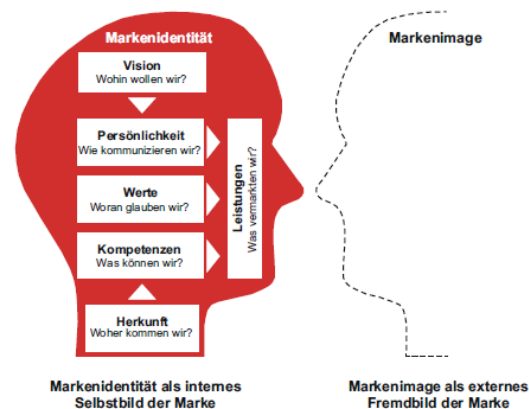 Markenidentität
Markenimage
Vision
Wohin wollen wir?
Persönlichkeit
Wie kommunizieren wir?
Werte
Woran glauben wir?
Kompetenzen
Was können wir?
Leistungen
Was vermarkten wir?
Herkunft
Woher kommen wir?
Markenidentität als internes
Selbstbild der Marke
Markenimage als externes
Fremdbild der Marke